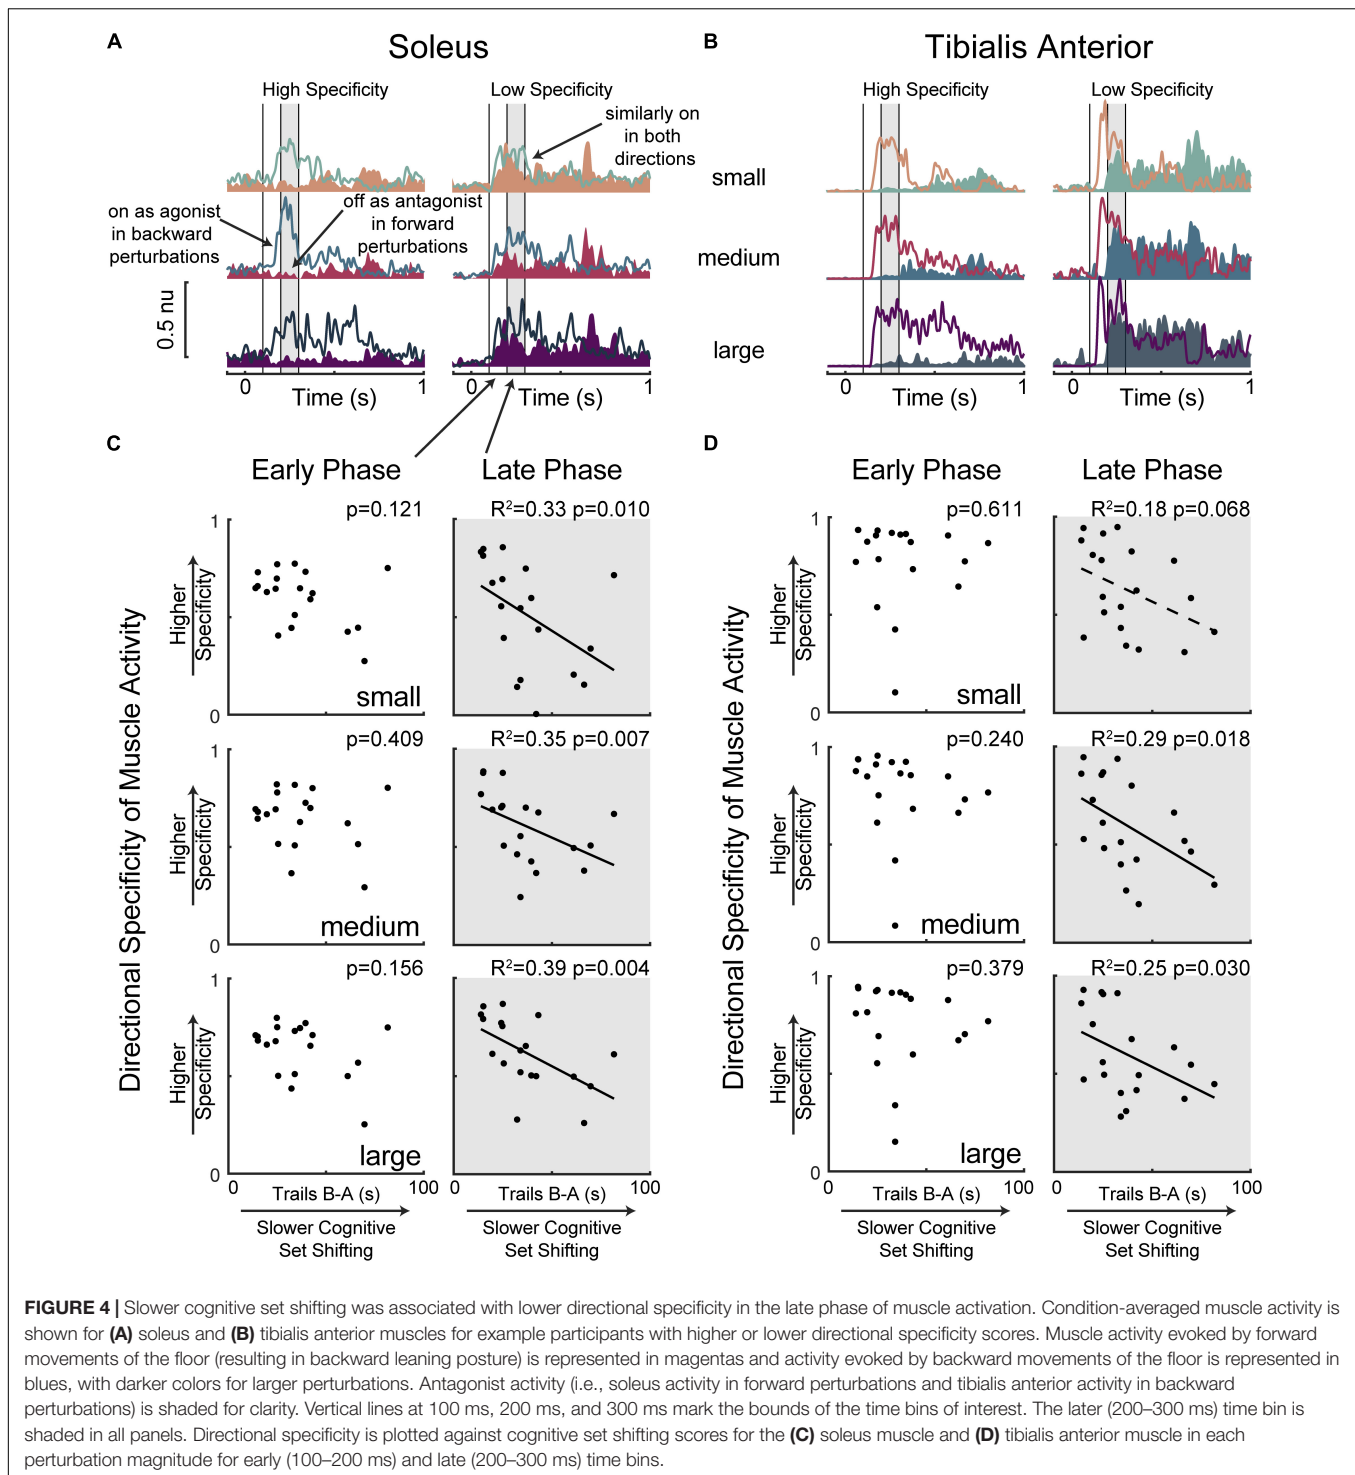 A
Soleus
High Specificity
Low Specificity
similarly on
in both
directions
on as agonist
in backward
perturbations
off as antagonist
in forward
perturbations
0.5 nu
0
1
0
1
Time (s)
Time (s)
B
Tibialis Anterior
High Specificity
Low Specificity
small
medium
large
0
1
0
1
Time (s)
Time (s)
C
Early Phase
Late Phase
Directional Specificity of Muscle Activity
p=0.121
R²=0.33 p=0.010
1
Higher
Specificity
0
small
p=0.409
R²=0.35 p=0.007
1
Higher
Specificity
0
medium
p=0.156
R²=0.39 p=0.004
1
Higher
Specificity
0
large
0
Trails B-A (s)
100
0
Trails B-A (s)
100
Slower Cognitive
Set Shifting
Slower Cognitive
Set Shifting
D
Early Phase
Late Phase
Directional Specificity of Muscle Activity
p=0.611
R²=0.18 p=0.068
1
Higher
Specificity
0
small
p=0.240
R²=0.29 p=0.018
1
Higher
Specificity
0
medium
p=0.379
R²=0.25 p=0.030
1
Higher
Specificity
0
large
0
Trails B-A (s)
100
0
Trails B-A (s)
100
Slower Cognitive
Set Shifting
Slower Cognitive
Set Shifting
FIGURE 4 | Slower cognitive set shifting was associated with lower directional specificity in the late phase of muscle activation. Condition-averaged muscle activity is
shown for (A) soleus and (B) tibialis anterior muscles for example participants with higher or lower directional specificity scores. Muscle activity evoked by forward
movements of the floor (resulting in backward leaning posture) is represented in magentas and activity evoked by backward movements of the floor is represented in
blues, with darker colors for larger perturbations. Antagonist activity (i.e., soleus activity in forward perturbations and tibialis anterior activity in backward
perturbations) is shaded for clarity. Vertical lines at 100 ms, 200 ms, and 300 ms mark the bounds of the time bins of interest. The later (200–300 ms) time bin is
shaded in all panels. Directional specificity is plotted against cognitive set shifting scores for the (C) soleus muscle and (D) tibialis anterior muscle in each
perturbation magnitude for early (100–200 ms) and late (200–300 ms) time bins.